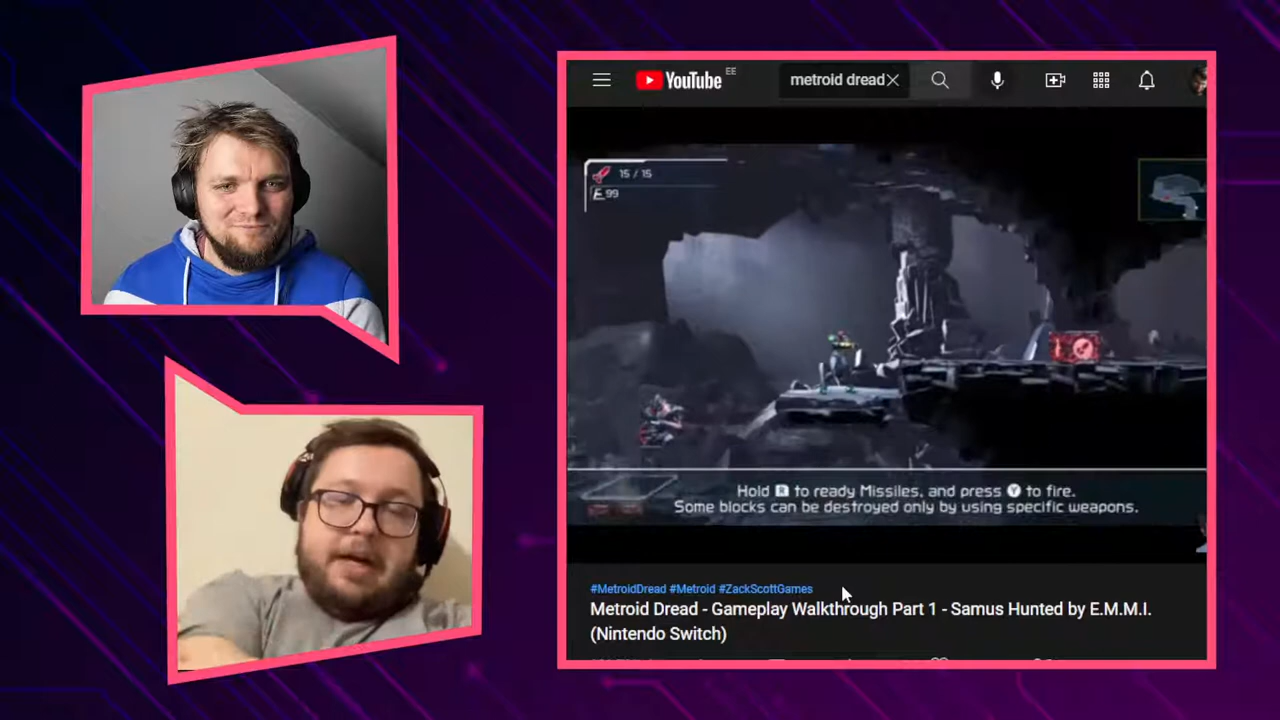 YouTube EE
metroid dread
15 / 15
E 99
Hold R to ready Missiles, and press Y to fire.
Some blocks can be destroyed only by using specific weapons.
#MetroidDread #Metroid #ZackScottGames
Metroid Dread - Gameplay Walkthrough Part 1 - Samus Hunted by E.M.M.I.
(Nintendo Switch)